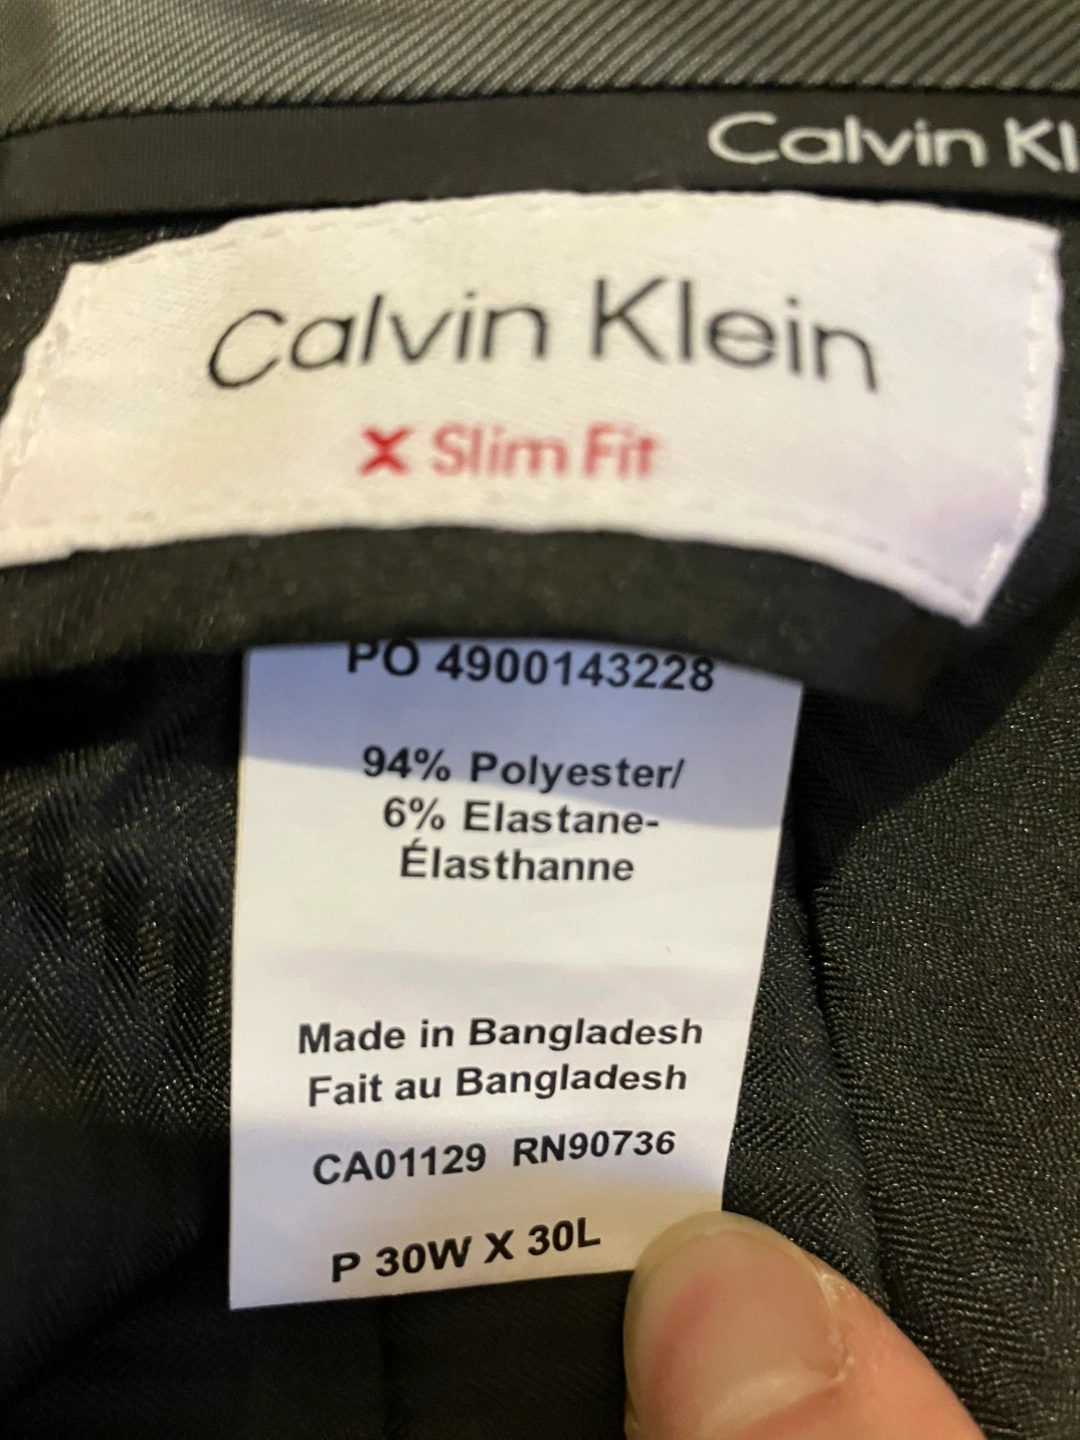 Calvin Kl
Calvin Klein
X Slim Fit
PO 4900143228
94% Polyester/
6% Elastane-
Élasthanne
Made in Bangladesh
Fait au Bangladesh
CA01129 RN90736
P 30W X 30L